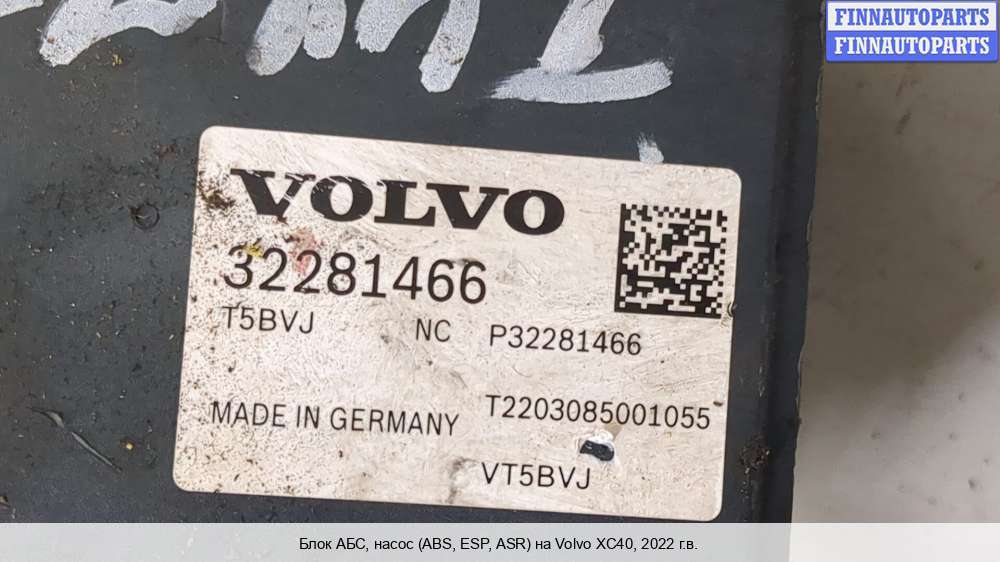 FINNAUTOPARTS
FINNAUTOPARTS
VOLVO
32281466
T5BVJ NC P32281466
MADE IN GERMANY T2203085001055
VT5BVJ
Блок АБС, насос (ABS, ESP, ASR) на Volvo XC40, 2022 г.в.